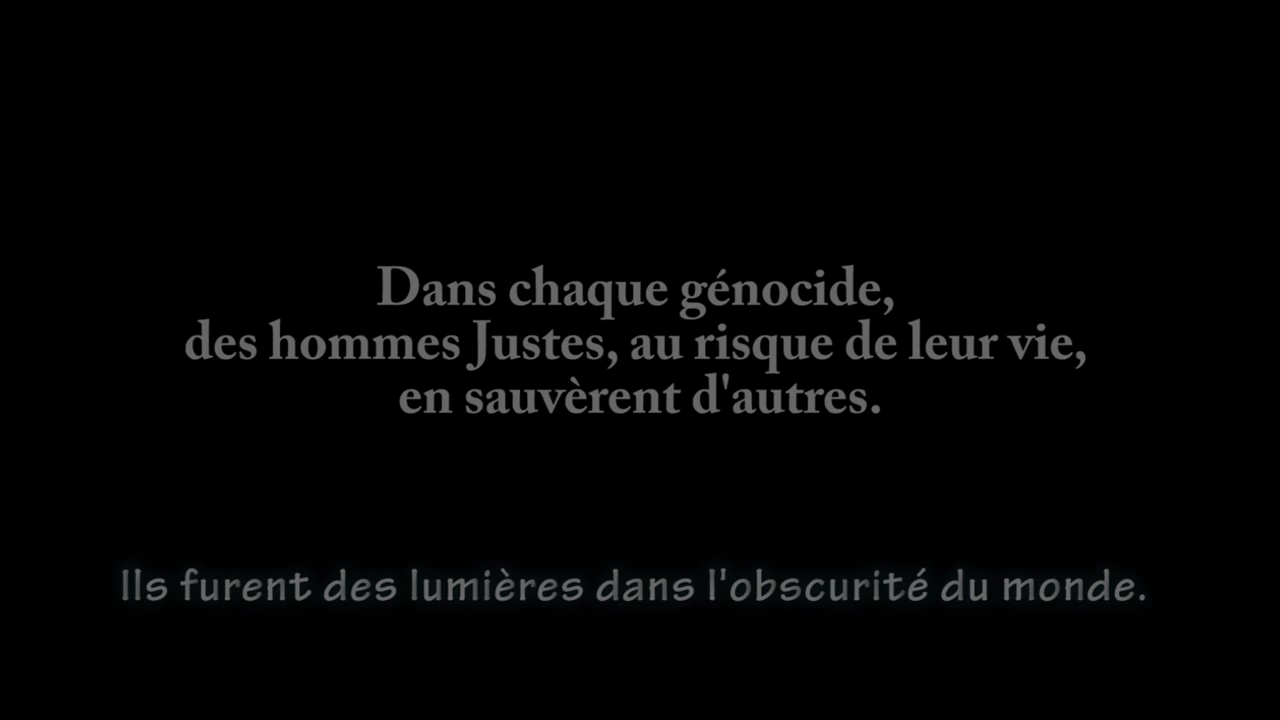 Dans chaque génocide,
des hommes Justes, au risque de leur vie,
en sauvèrent d'autres.
Ils furent des lumières dans l'obscurité du monde.